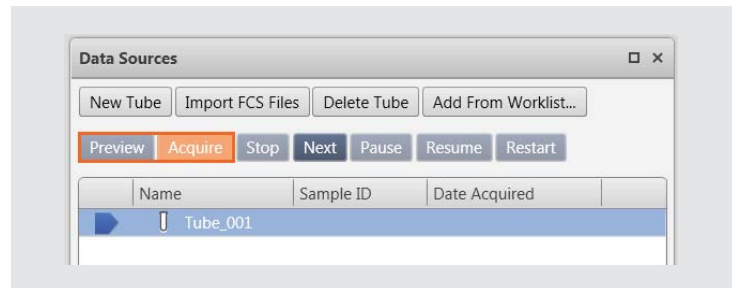 Data Sources
New Tube Import FCS Files Delete Tube Add From Worklist...
Preview Acquire Stop Next Pause Resume Restart
Name Sample ID Date Acquired
Tube_001